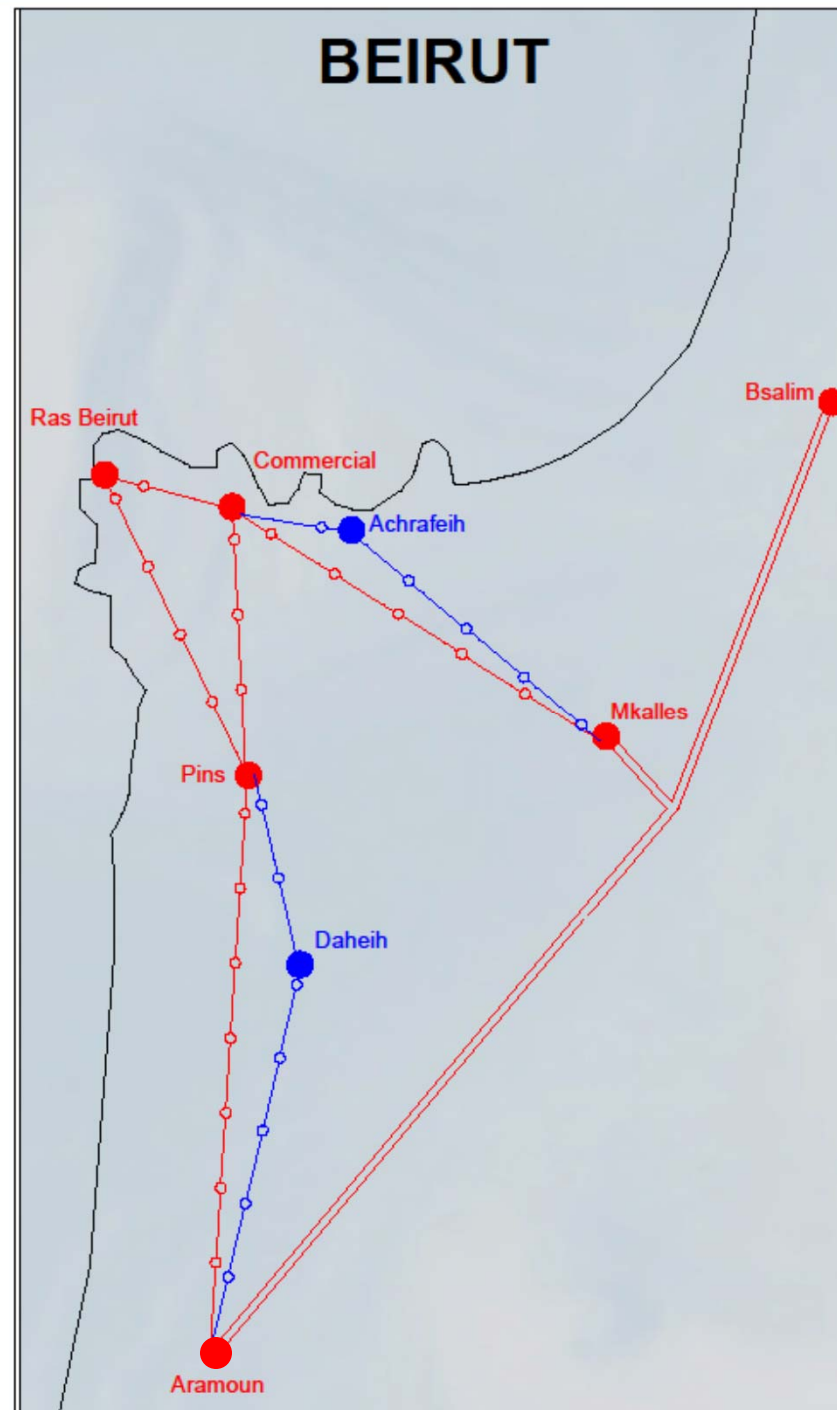 BEIRUT
Bsalim
Ras Beirut
Commercial
Achrafeih
Mkalles
Pins
Daheih
Aramoun